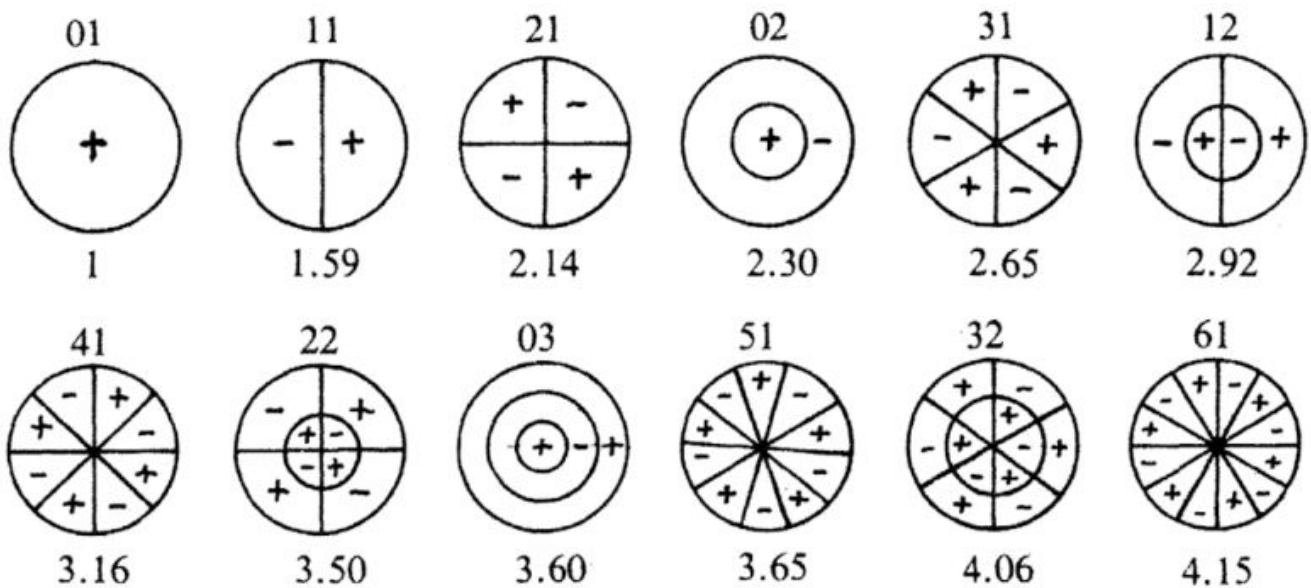 01 11 21 02 31 12
+ - + + - - + + - - + - + - + - + - - + - +
1 1.59 2.14 2.30 2.65 2.92
41 22 03 51 32 61
3.16 3.50 3.60 3.65 4.06 4.15